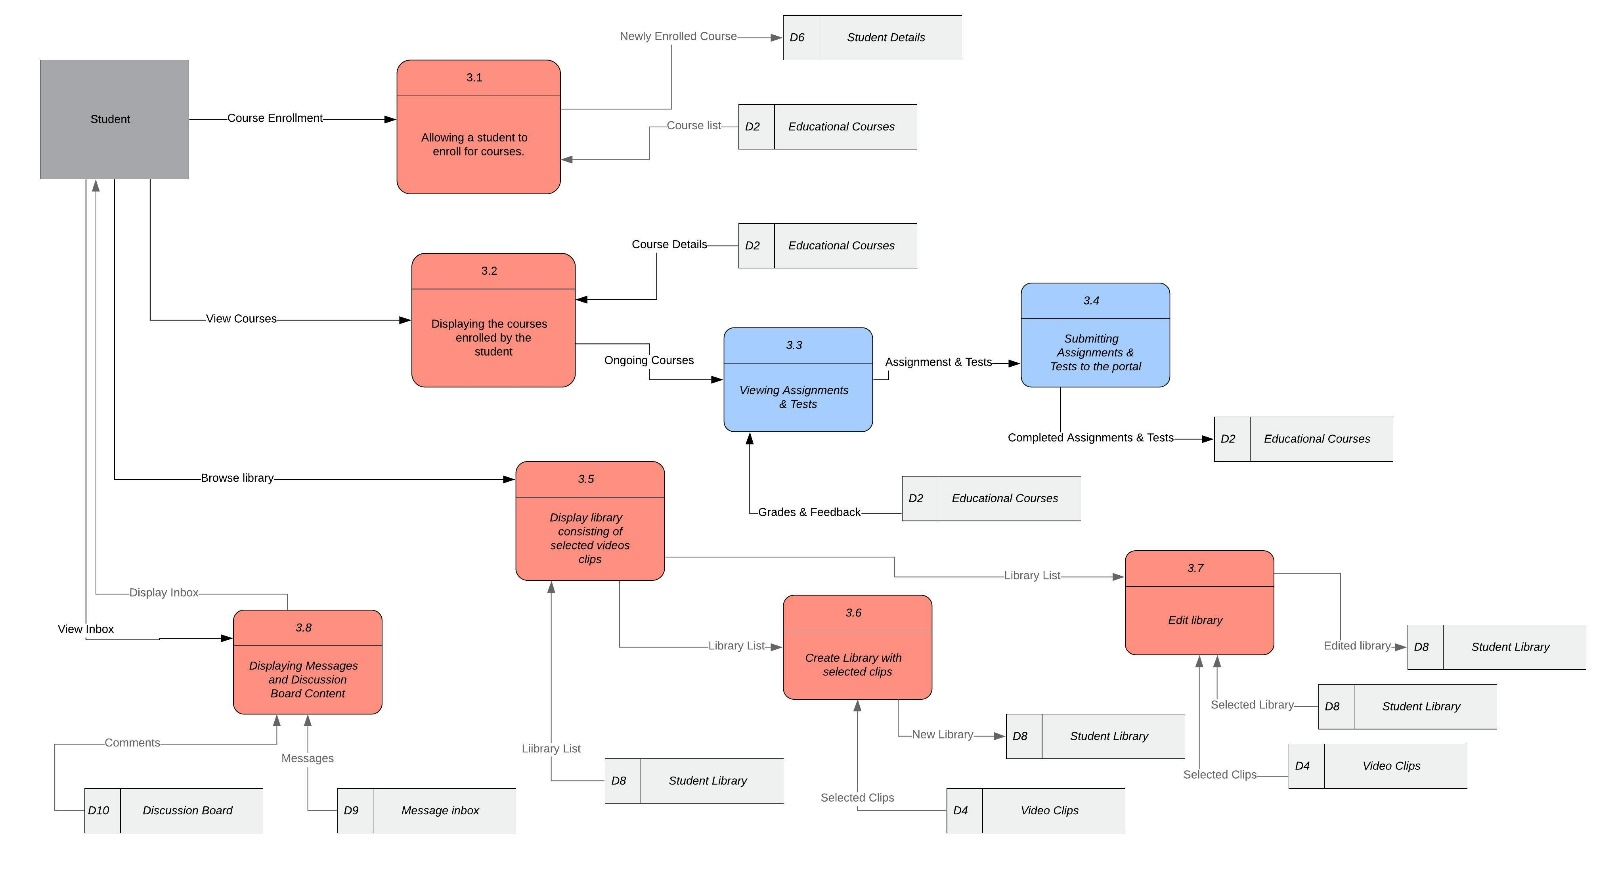 Newly Enrolled Course
D6
Student Details
3.1
Student
Course Enrollment
Allowing a student to
enroll for courses.
Course list
D2
Educational Courses
Course Details
D2
Educational Courses
3.2
Displaying the courses
enrolled by the
student
View Courses
Ongoing Courses
3.3
Viewing Assignments
& Tests
Assignmenst & Tests
3.4
Submitting
Assignments &
Tests to the portal
Completed Assignments & Tests
D2
Educational Courses
Grades & Feedback
D2
Educational Courses
Browse library
3.5
Display library
consisting of
selected videos
clips
Library List
3.7
Edit library
Display Inbox
View Inbox
3.8
Displaying Messages
and Discussion
Board Content
Library List
3.6
Create Library with
selected clips
Edited library
D8
Student Library
Selected Library
D8
Student Library
New Library
D8
Student Library
Selected Clips
D4
Video Clips
Comments
Messages
Liibrary List
D8
Student Library
Selected Clips
D4
Video Clips
D10
Discussion Board
D9
Message inbox